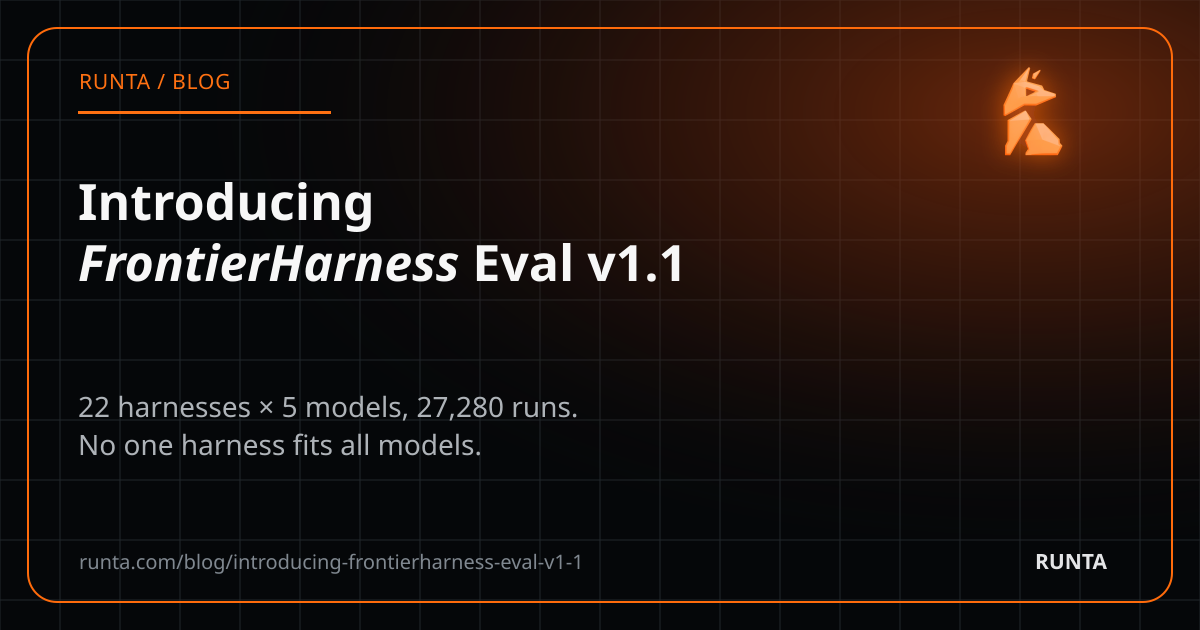 RUNTA / BLOG
Introducing
FrontierHarness Eval v1.1
22 harnesses × 5 models, 27,280 runs.
No one harness fits all models.
runta.com/blog/introducing-frontierharness-eval-v1-1
RUNTA